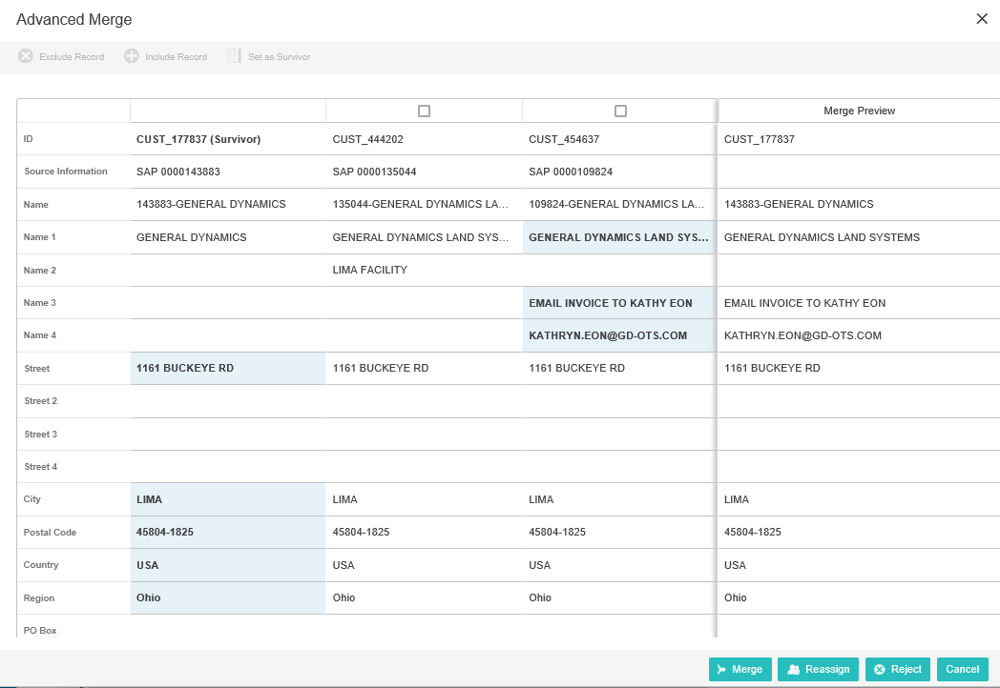 Advanced Merge
Exclude Record Include Record Set as Survivor
Merge Preview
ID CUST_177837 (Survivor) CUST_444202 CUST_454637 CUST_177837
Source Information SAP 0000143883 SAP 0000135044 SAP 0000109824
Name 143883-GENERAL DYNAMICS 135044-GENERAL DYNAMICS LA... 109824-GENERAL DYNAMICS LA... 143883-GENERAL DYNAMICS
Name 1 GENERAL DYNAMICS GENERAL DYNAMICS LAND SYS... GENERAL DYNAMICS LAND SYS... GENERAL DYNAMICS LAND SYSTEMS
Name 2 LIMA FACILITY
Name 3 EMAIL INVOICE TO KATHY EON EMAIL INVOICE TO KATHY EON
Name 4 KATHRYN.EON@GD-OTS.COM KATHRYN.EON@GD-OTS.COM
Street 1161 BUCKEYE RD 1161 BUCKEYE RD 1161 BUCKEYE RD 1161 BUCKEYE RD
Street 2
Street 3
Street 4
City LIMA LIMA LIMA LIMA
Postal Code 45804-1825 45804-1825 45804-1825 45804-1825
Country USA USA USA USA
Region Ohio Ohio Ohio Ohio
PO Box
Merge Reassign Reject Cancel